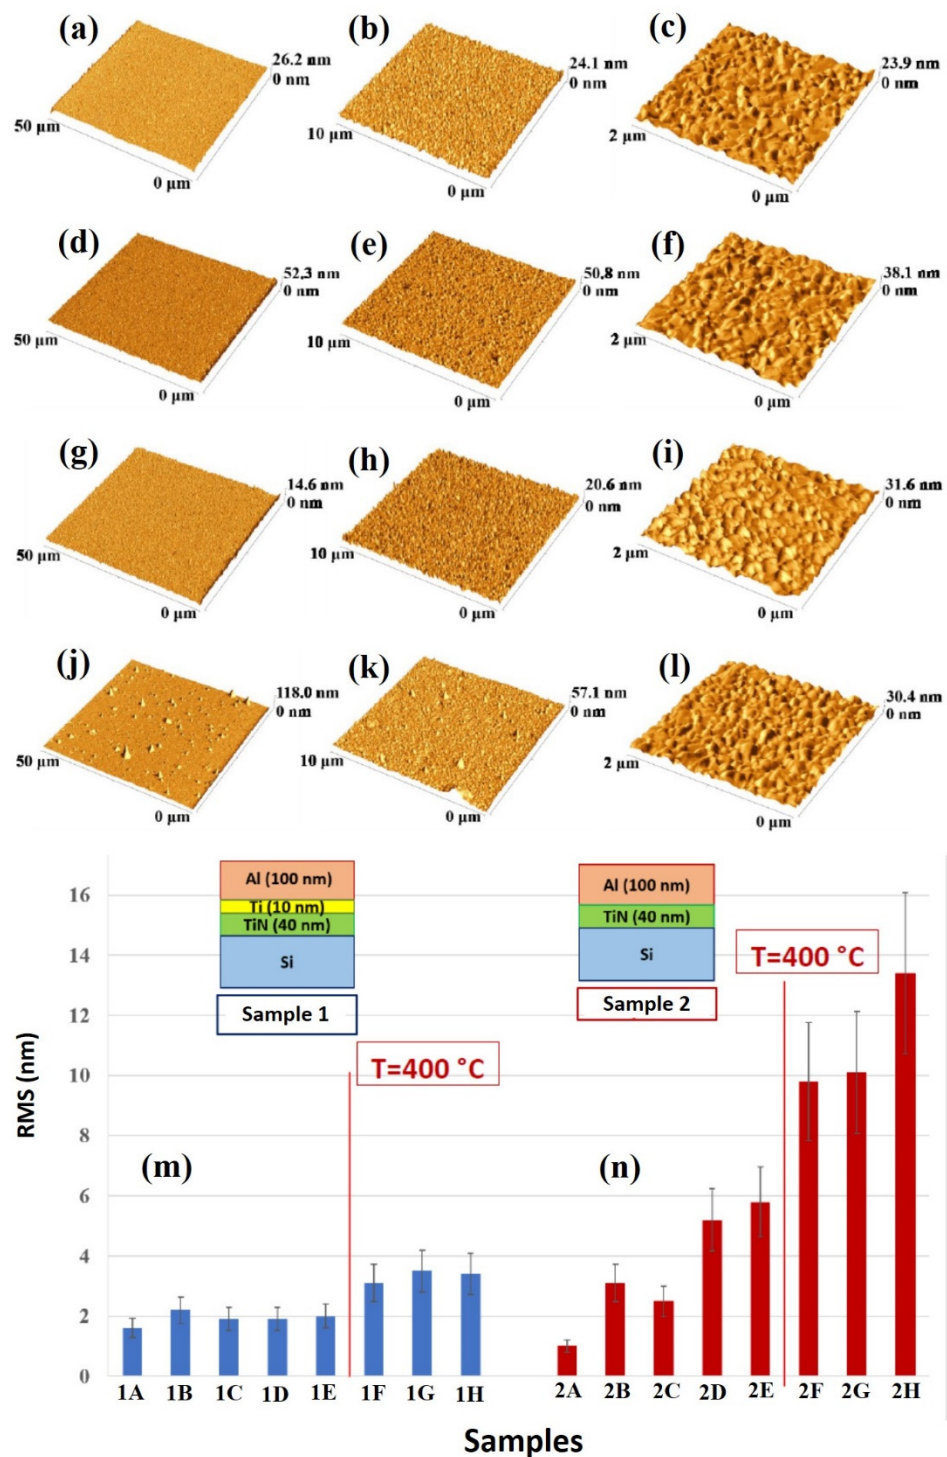 (a)
26.2 nm
0 nm
50 µm
0 µm
(b)
24.1 nm
0 nm
10 µm
0 µm
(c)
23.9 nm
0 nm
2 µm
0 µm
(d)
52.3 nm
0 nm
50 µm
0 µm
(e)
50.8 nm
0 nm
10 µm
0 µm
(f)
38.1 nm
0 nm
2 µm
0 µm
(g)
14.6 nm
0 nm
50 µm
0 µm
(h)
20.6 nm
0 nm
10 µm
0 µm
(i)
31.6 nm
0 nm
2 µm
0 µm
(j)
118.0 nm
0 nm
50 µm
0 µm
(k)
57.1 nm
0 nm
10 µm
0 µm
(l)
30.4 nm
0 nm
2 µm
0 µm
RMS (nm)
16
14
12
10
8
6
4
2
0
Al (100 nm)
Ti (10 nm)
TiN (40 nm)
Si
Sample 1
T=400 °C
(m)
1A 1B 1C 1D 1E 1F 1G 1H
Al (100 nm)
TiN (40 nm)
Si
Sample 2
T=400 °C
(n)
2A 2B 2C 2D 2E 2F 2G 2H
Samples